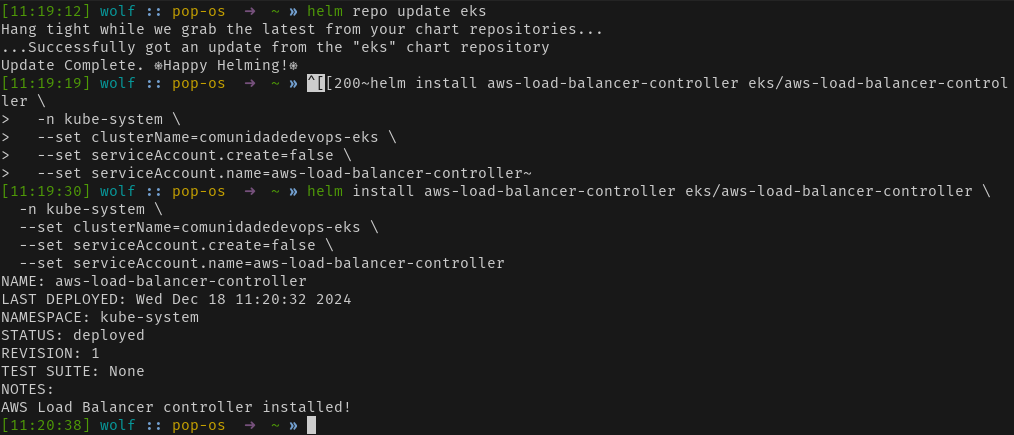 [11:19:12] wolf :: pop-os  →  ~ » helm repo update eks
Hang tight while we grab the latest from your chart repositories...
...Successfully got an update from the "eks" chart repository
Update Complete. ⎈Happy Helming!⎈
[11:19:19] wolf :: pop-os  →  ~ » ^[[200~helm install aws-load-balancer-controller eks/aws-load-balancer-control
ler \
>   -n kube-system \
>   --set clusterName=comunidadedevops-eks \
>   --set serviceAccount.create=false \
>   --set serviceAccount.name=aws-load-balancer-controller~
[11:19:30] wolf :: pop-os  →  ~ » helm install aws-load-balancer-controller eks/aws-load-balancer-controller \
  -n kube-system \
  --set clusterName=comunidadedevops-eks \
  --set serviceAccount.create=false \
  --set serviceAccount.name=aws-load-balancer-controller
NAME: aws-load-balancer-controller
LAST DEPLOYED: Wed Dec 18 11:20:32 2024
NAMESPACE: kube-system
STATUS: deployed
REVISION: 1
TEST SUITE: None
NOTES:
AWS Load Balancer controller installed!
[11:20:38] wolf :: pop-os  →  ~ »